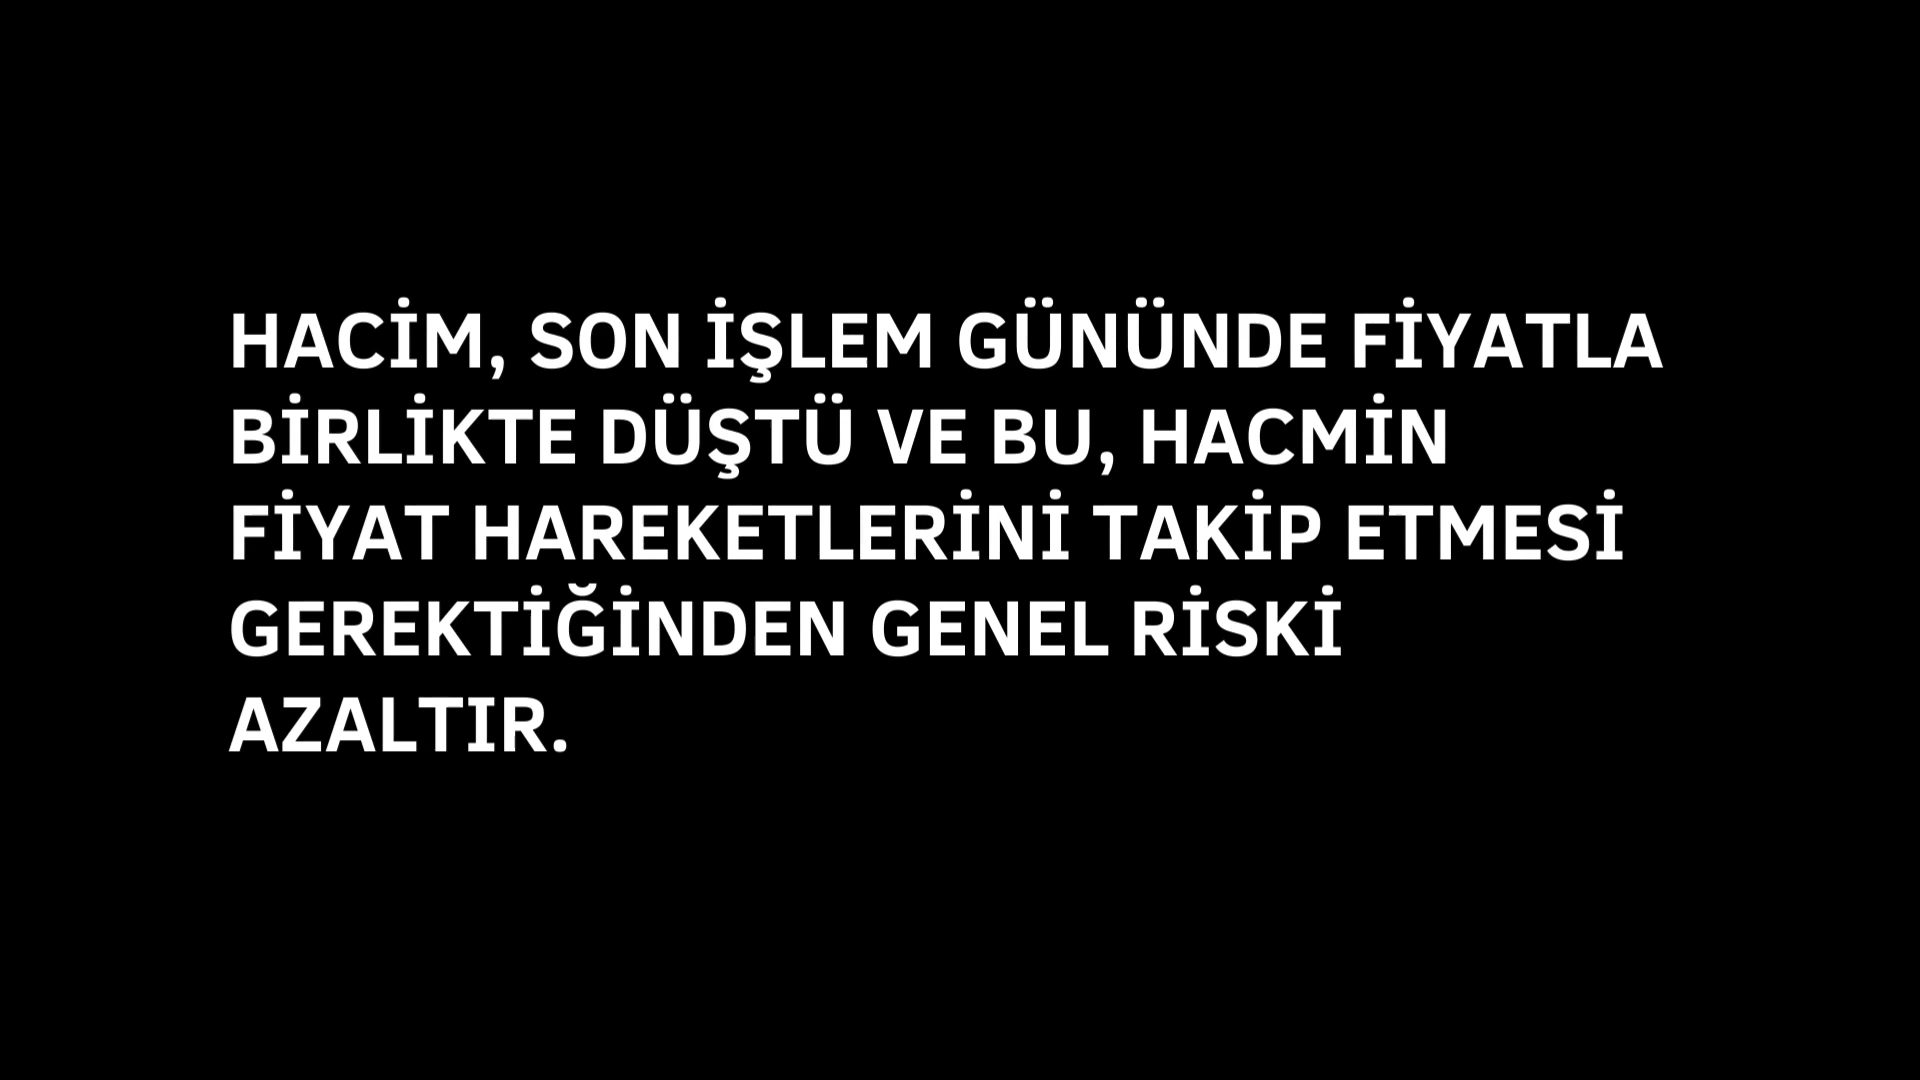 HACİM, SON İŞLEM GÜNÜNDE FİYATLA
BİRLİKTE DÜŞTÜ VE BU, HACMİN
FİYAT HAREKETLERİNİ TAKİP ETMESİ
GEREKTİĞİNDEN GENEL RİSKİ
AZALTIR.